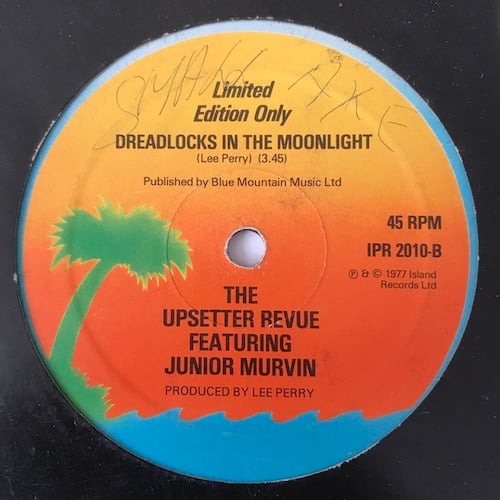 Limited
Edition Only
DREADLOCKS IN THE MOONLIGHT
(Lee Perry) (3.45)
Published by Blue Mountain Music Ltd
45 RPM
IPR 2010-B
℗ & © 1977 Island
Records Ltd
THE
UPSETTER REVUE
FEATURING
JUNIOR MURVIN
PRODUCED BY LEE PERRY